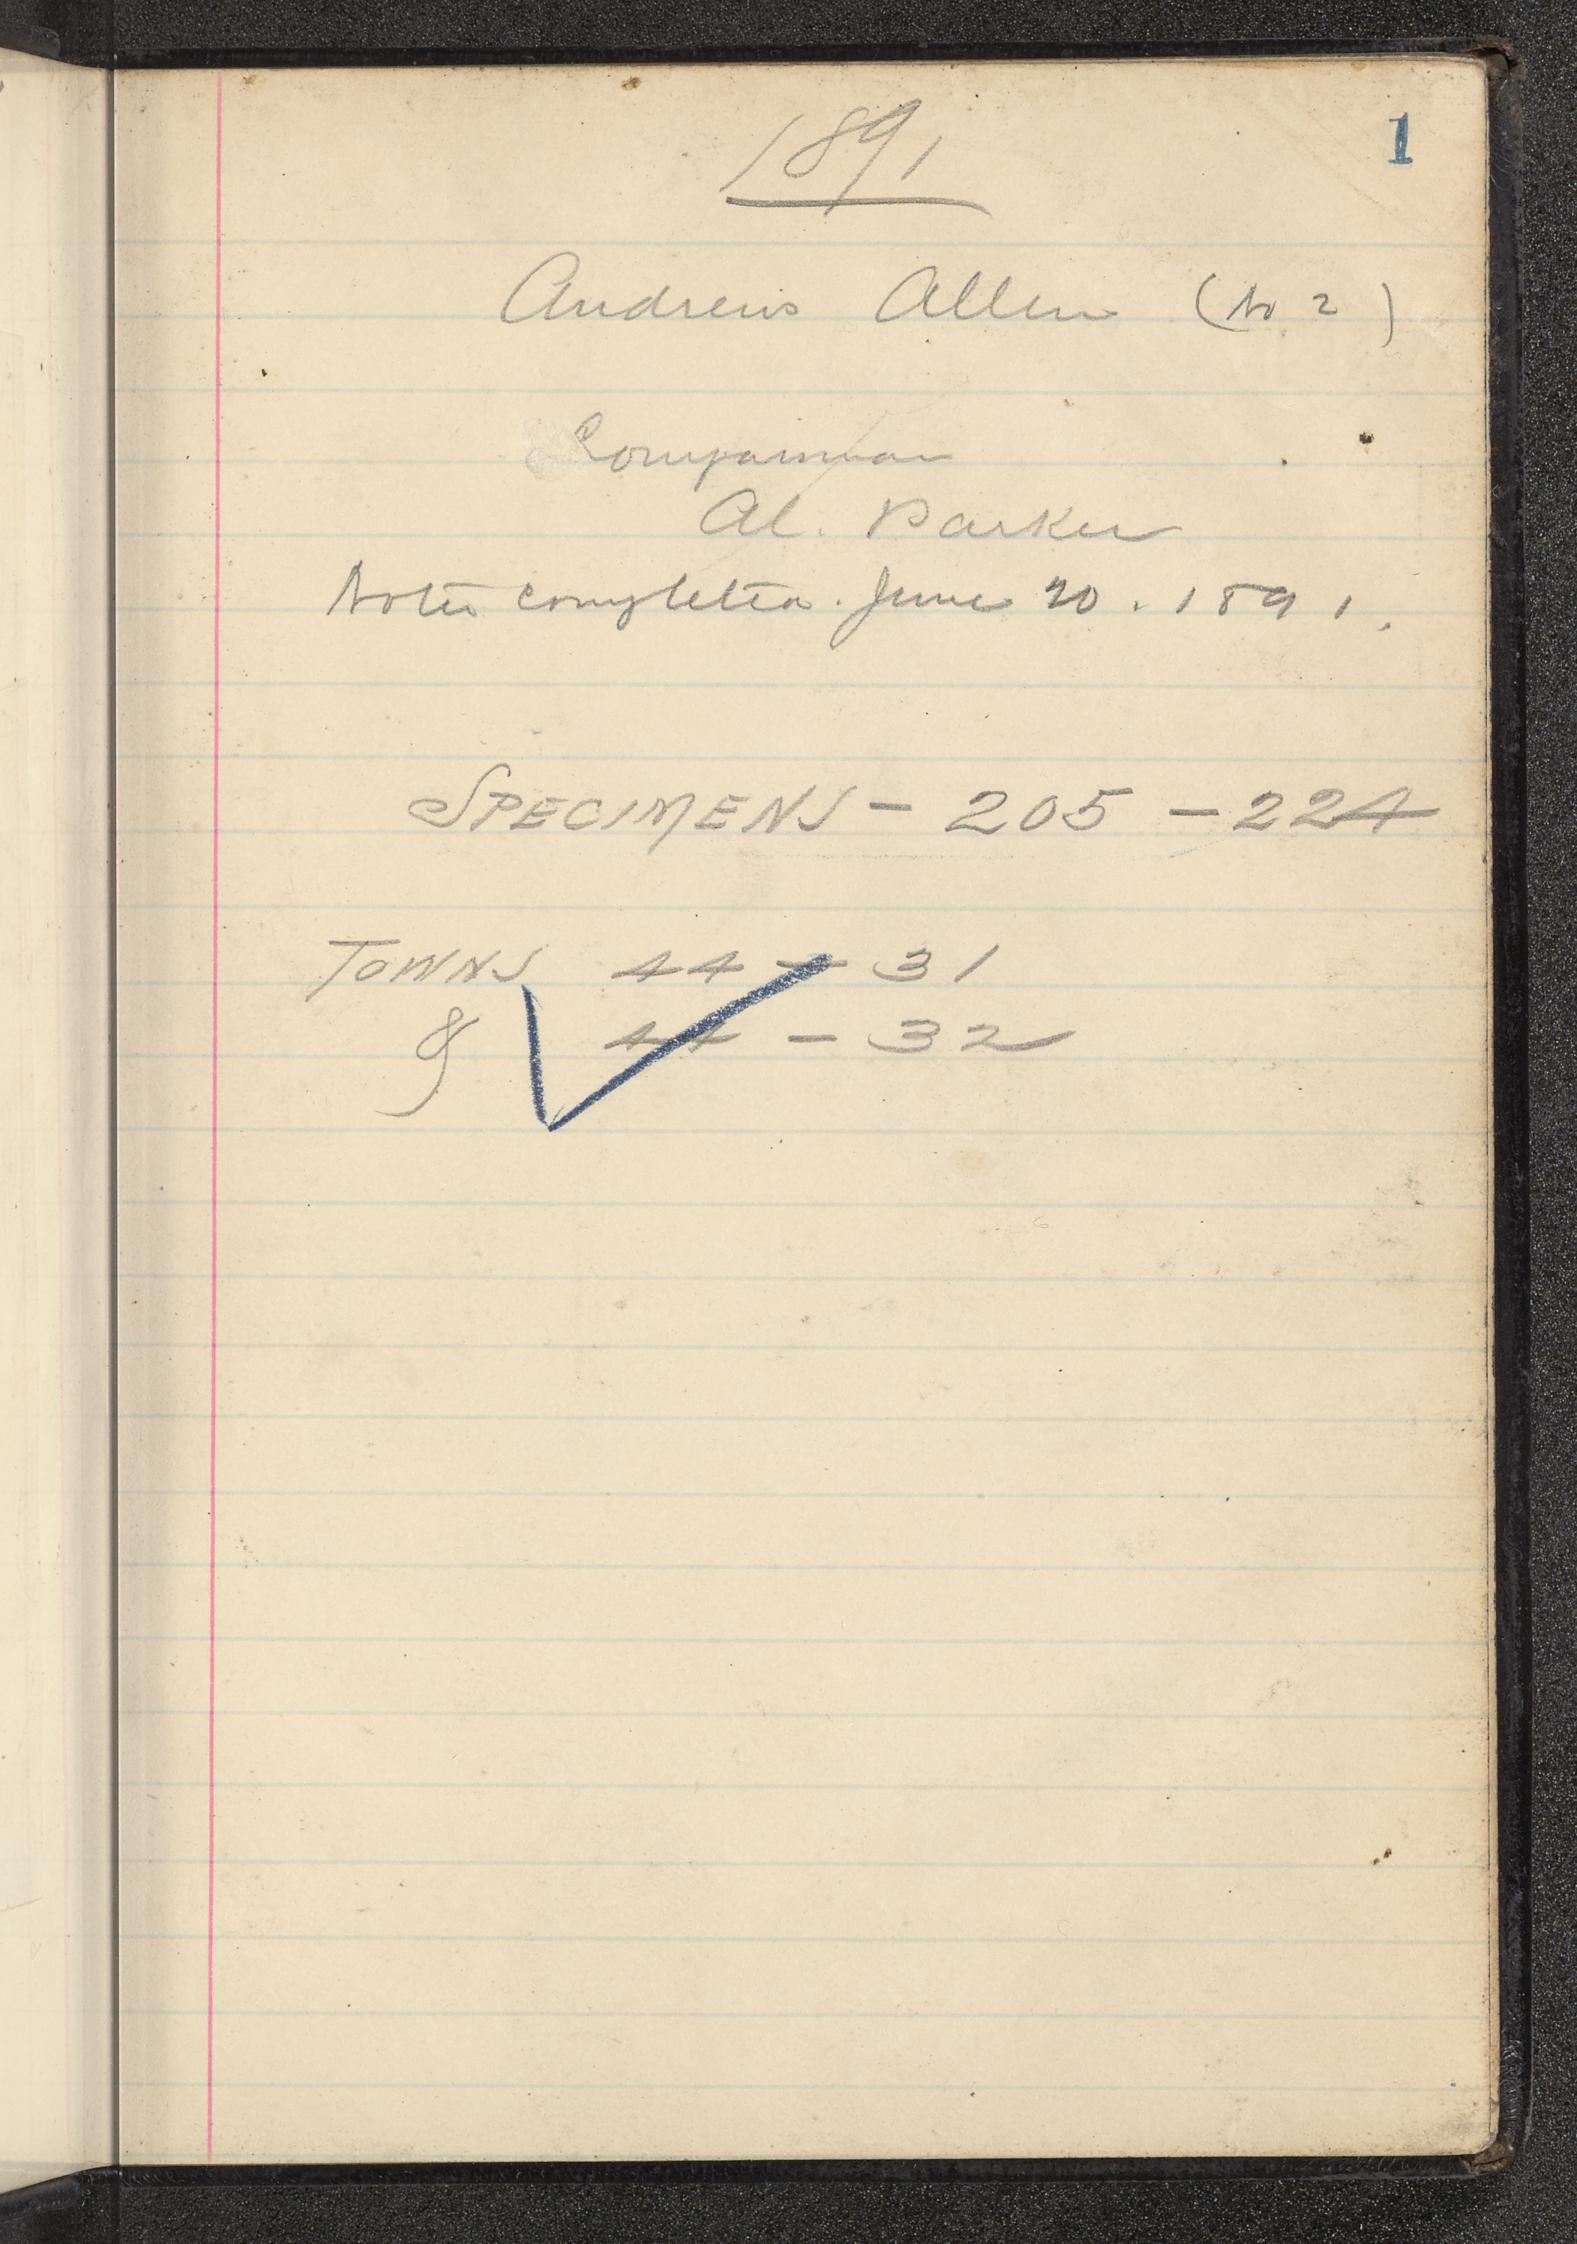 1
1891
Andrews Allen (No 2)
Companion
Al. Parker
Notes completed. June 20. 1891.
SPECIMENS - 205 - 224
TOWNS 44 - 31
& 44 - 32